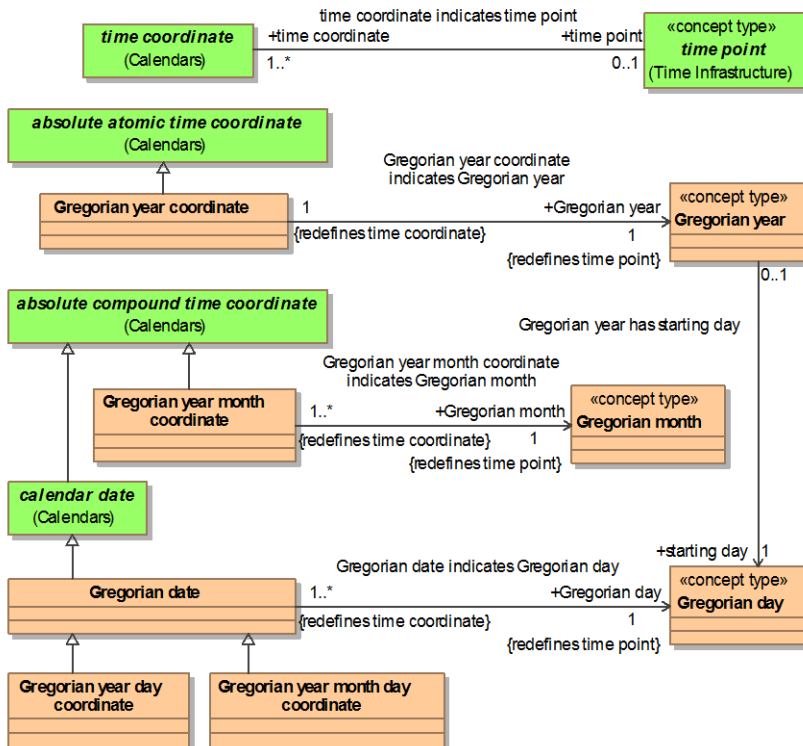 time coordinate indicates time point
time coordinate
(Calendars)
+time coordinate
1..*
+time point
0..1
«concept type»
time point
(Time Infrastructure)
absolute atomic time coordinate
(Calendars)
Gregorian year coordinate
indicates Gregorian year
Gregorian year coordinate
1
{redefines time coordinate}
+Gregorian year
1
{redefines time point}
«concept type»
Gregorian year
0..1
absolute compound time coordinate
(Calendars)
Gregorian year has starting day
Gregorian year month coordinate
indicates Gregorian month
Gregorian year month
coordinate
1..*
{redefines time coordinate}
+Gregorian month
1
{redefines time point}
«concept type»
Gregorian month
calendar date
(Calendars)
+starting day
1
Gregorian date indicates Gregorian day
Gregorian date
1..*
{redefines time coordinate}
+Gregorian day
1
{redefines time point}
«concept type»
Gregorian day
Gregorian year day
coordinate
Gregorian year month day
coordinate